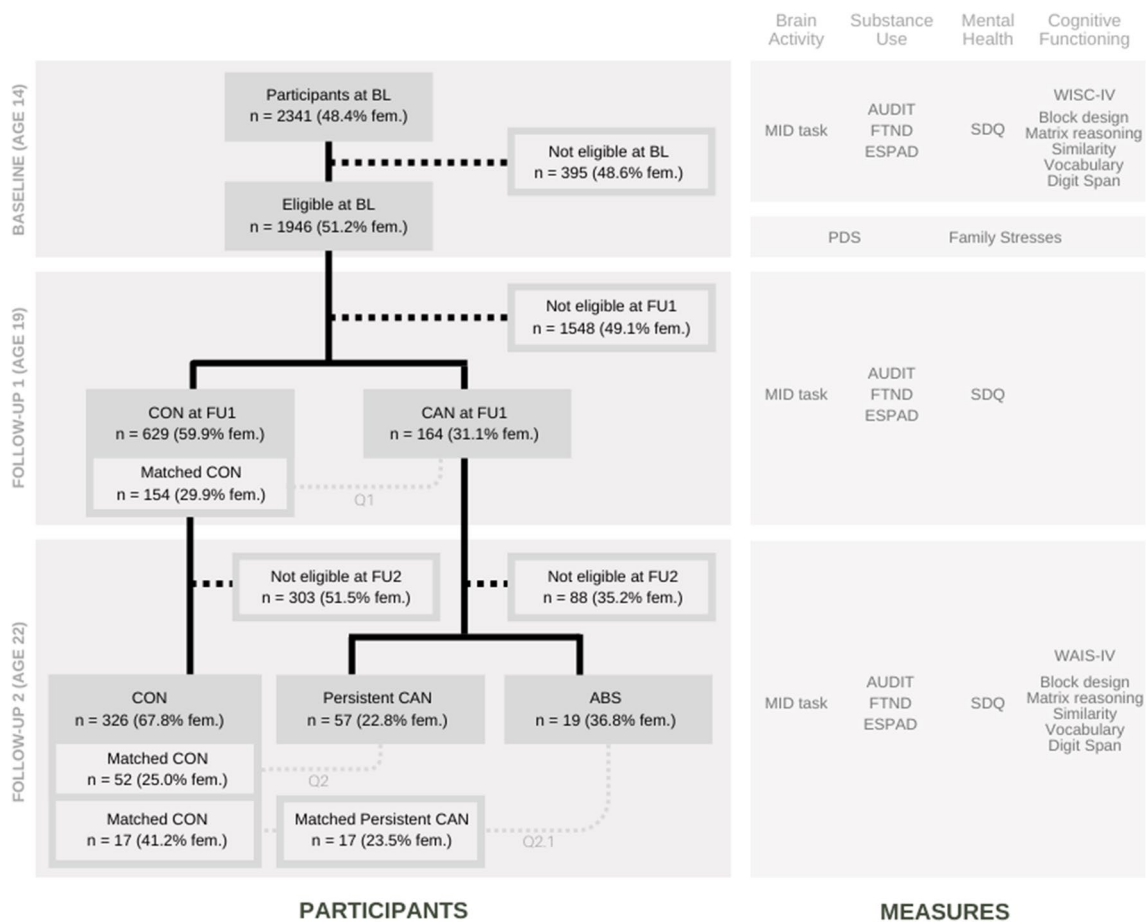 Brain
Activity
Substance
Use
Mental
Health
Cognitive
Functioning
BASELINE (AGE 14)
Participants at BL
n = 2341 (48.4% fem.)
Not eligible at BL
n = 395 (48.6% fem.)
Eligible at BL
n = 1946 (51.2% fem.)
MID task
AUDIT
FTND
ESPAD
SDQ
WISC-IV
Block design
Matrix reasoning
Similarity
Vocabulary
Digit Span
PDS
Family Stresses
FOLLOW-UP 1 (AGE 19)
Not eligible at FU1
n = 1548 (49.1% fem.)
CON at FU1
n = 629 (59.9% fem.)
CAN at FU1
n = 164 (31.1% fem.)
Matched CON
n = 154 (29.9% fem.)
Q1
MID task
AUDIT
FTND
ESPAD
SDQ
FOLLOW-UP 2 (AGE 22)
Not eligible at FU2
n = 303 (51.5% fem.)
Not eligible at FU2
n = 88 (35.2% fem.)
CON
n = 326 (67.8% fem.)
Persistent CAN
n = 57 (22.8% fem.)
ABS
n = 19 (36.8% fem.)
Matched CON
n = 52 (25.0% fem.)
Q2
Matched CON
n = 17 (41.2% fem.)
Matched Persistent CAN
n = 17 (23.5% fem.)
Q2.1
MID task
AUDIT
FTND
ESPAD
SDQ
WAIS-IV
Block design
Matrix reasoning
Similarity
Vocabulary
Digit Span
PARTICIPANTS
MEASURES